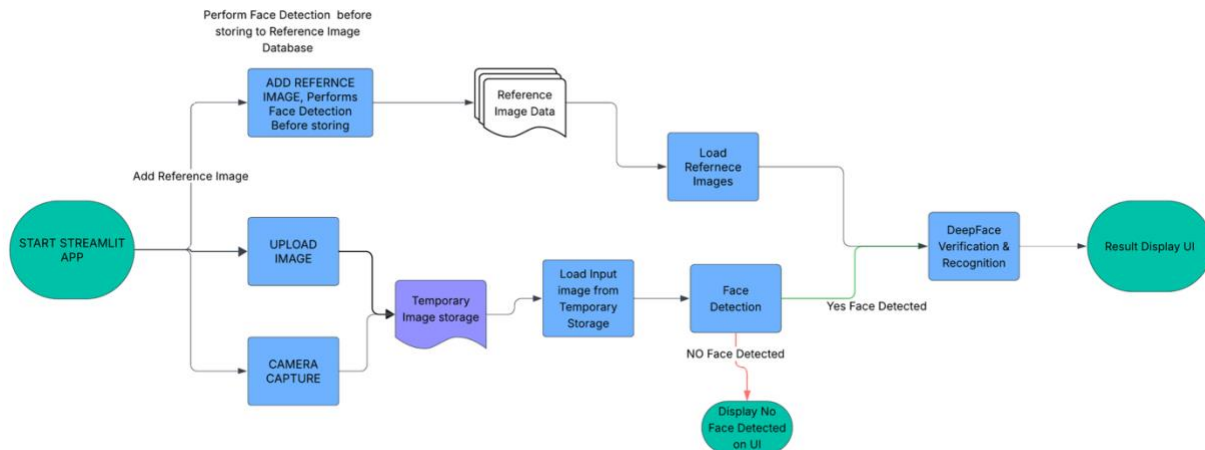 Perform Face Detection before
storing to Reference Image
Database
ADD REFERNCE
IMAGE, Performs
Face Detection
Before storing
Reference
Image Data
Load
Refernece
Images
Add Reference Image
START STREAMLIT
APP
UPLOAD
IMAGE
CAMERA
CAPTURE
Temporary
Image storage
Load Input
image from
Temporary
Storage
Face
Detection
Yes Face Detected
NO Face Detected
Display No
Face Detected
on UI
DeepFace
Verification &
Recognition
Result Display UI